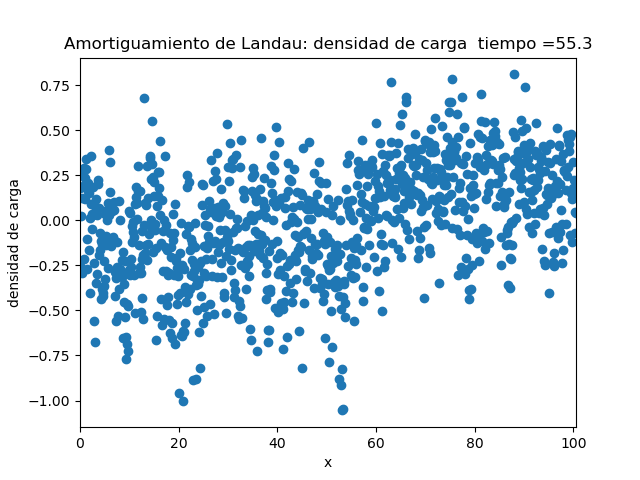 Amortiguamiento de Landau: densidad de carga  tiempo =55.3
0.75
0.50
0.25
0.00
−0.25
−0.50
−0.75
−1.00
densidad de carga
0 20 40 60 80 100
x